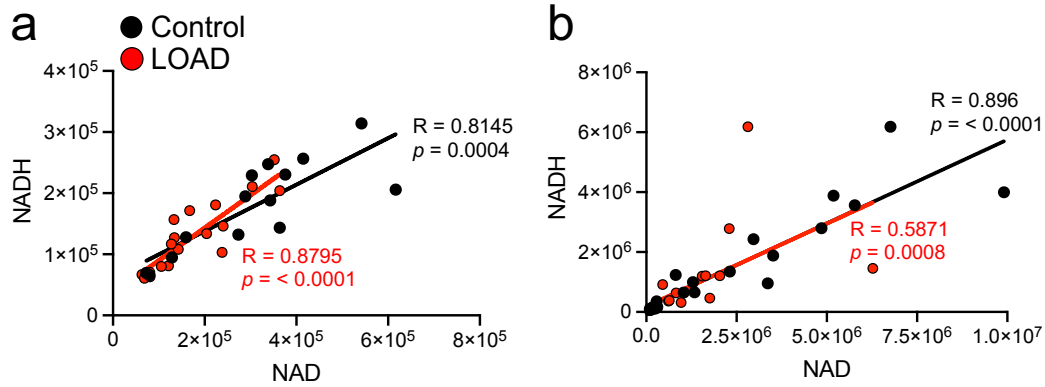 a
Control
LOAD
4×10⁵
3×10⁵
2×10⁵
1×10⁵
0
NADH
R = 0.8145
p = 0.0004
R = 0.8795
p = < 0.0001
0
2×10⁵
4×10⁵
6×10⁵
8×10⁵
NAD
b
8×10⁶
6×10⁶
4×10⁶
2×10⁶
0
NADH
R = 0.896
p = < 0.0001
R = 0.5871
p = 0.0008
0.0
2.5×10⁶
5.0×10⁶
7.5×10⁶
1.0×10⁷
NAD